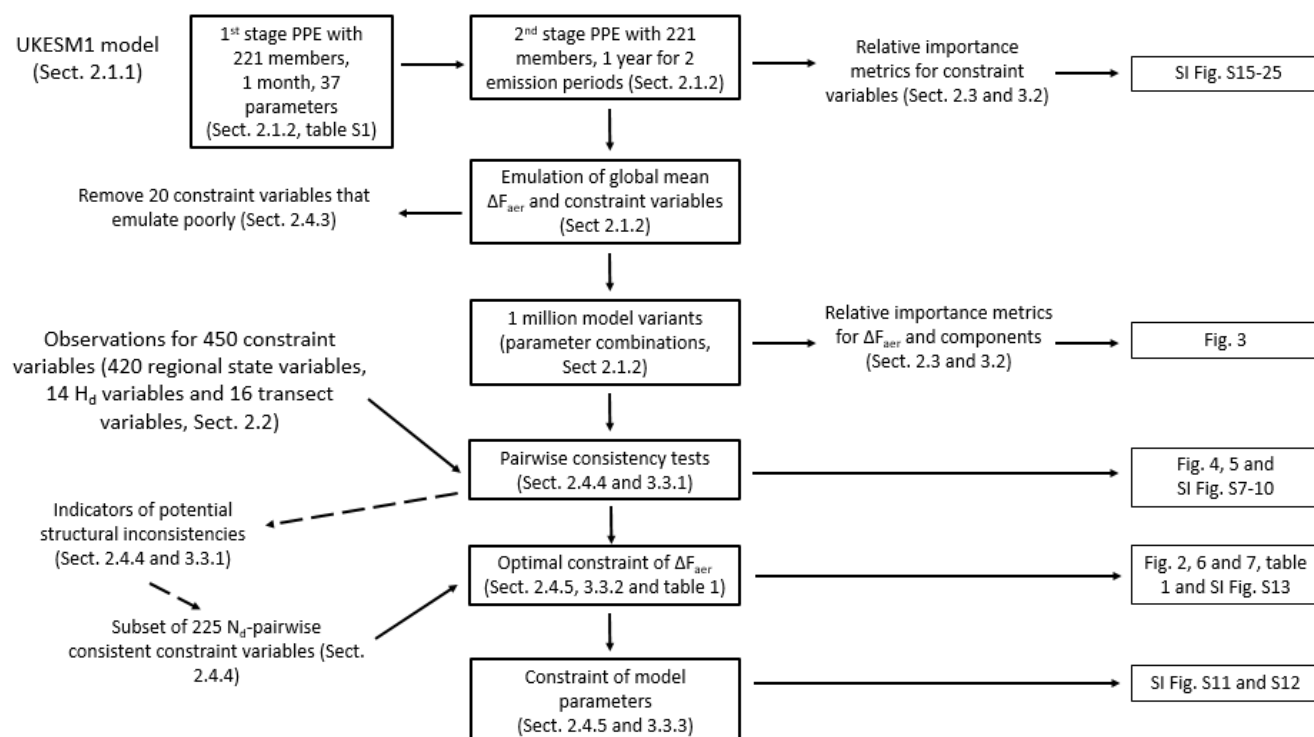 UKESM1 model
(Sect. 2.1.1)
1st stage PPE with
221 members,
1 month, 37
parameters
(Sect. 2.1.2, table S1)
2nd stage PPE with 221
members, 1 year for 2
emission periods (Sect. 2.1.2)
Relative importance
metrics for constraint
variables (Sect. 2.3 and 3.2)
SI Fig. S15-25
Remove 20 constraint variables that
emulate poorly (Sect. 2.4.3)
Emulation of global mean
ΔFaer and constraint variables
(Sect 2.1.2)
Observations for 450 constraint
variables (420 regional state variables,
14 Hd variables and 16 transect
variables, Sect. 2.2)
1 million model variants
(parameter combinations,
Sect 2.1.2)
Relative importance metrics
for ΔFaer and components
(Sect. 2.3 and 3.2)
Fig. 3
Pairwise consistency tests
(Sect. 2.4.4 and 3.3.1)
Fig. 4, 5 and
SI Fig. S7-10
Indicators of potential
structural inconsistencies
(Sect. 2.4.4 and 3.3.1)
Optimal constraint of ΔFaer
(Sect. 2.4.5, 3.3.2 and table 1)
Fig. 2, 6 and 7, table
1 and SI Fig. S13
Subset of 225 Nd-pairwise
consistent constraint variables (Sect.
2.4.4)
Constraint of model
parameters
(Sect. 2.4.5 and 3.3.3)
SI Fig. S11 and S12